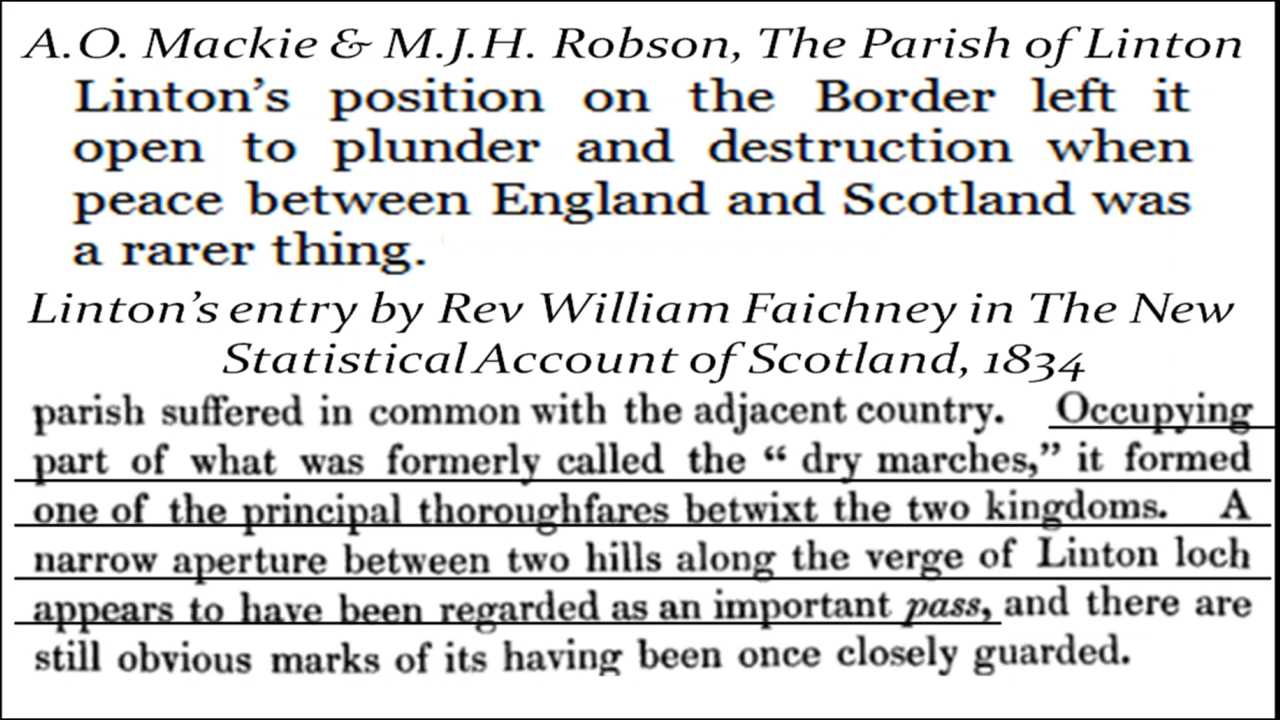 A.O. Mackie & M.J.H. Robson, The Parish of Linton
Linton’s position on the Border left it
open to plunder and destruction when
peace between England and Scotland was
a rarer thing.
Linton’s entry by Rev William Faichney in The New
Statistical Account of Scotland, 1834
parish suffered in common with the adjacent country. Occupying
part of what was formerly called the “ dry marches,” it formed
one of the principal thoroughfares betwixt the two kingdoms. A
narrow aperture between two hills along the verge of Linton loch
appears to have been regarded as an important pass, and there are
still obvious marks of its having been once closely guarded.